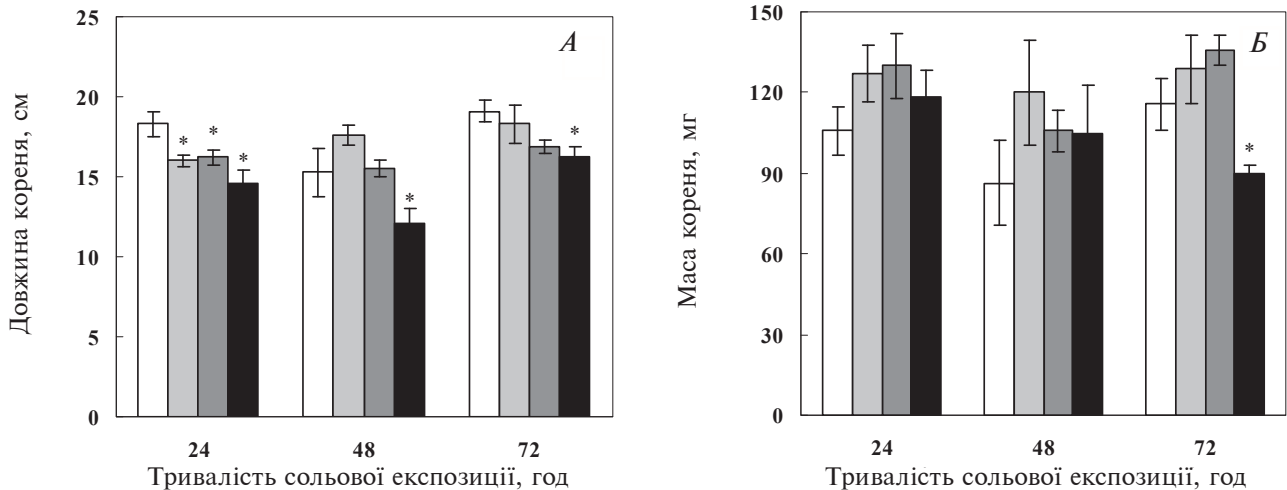 А
Довжина кореня, см
25
20
15
10
5
0
* * * * *
24 48 72
Тривалість сольової експозиції, год
Б
Маса кореня, мг
150
120
90
60
30
0
*
24 48 72
Тривалість сольової експозиції, год